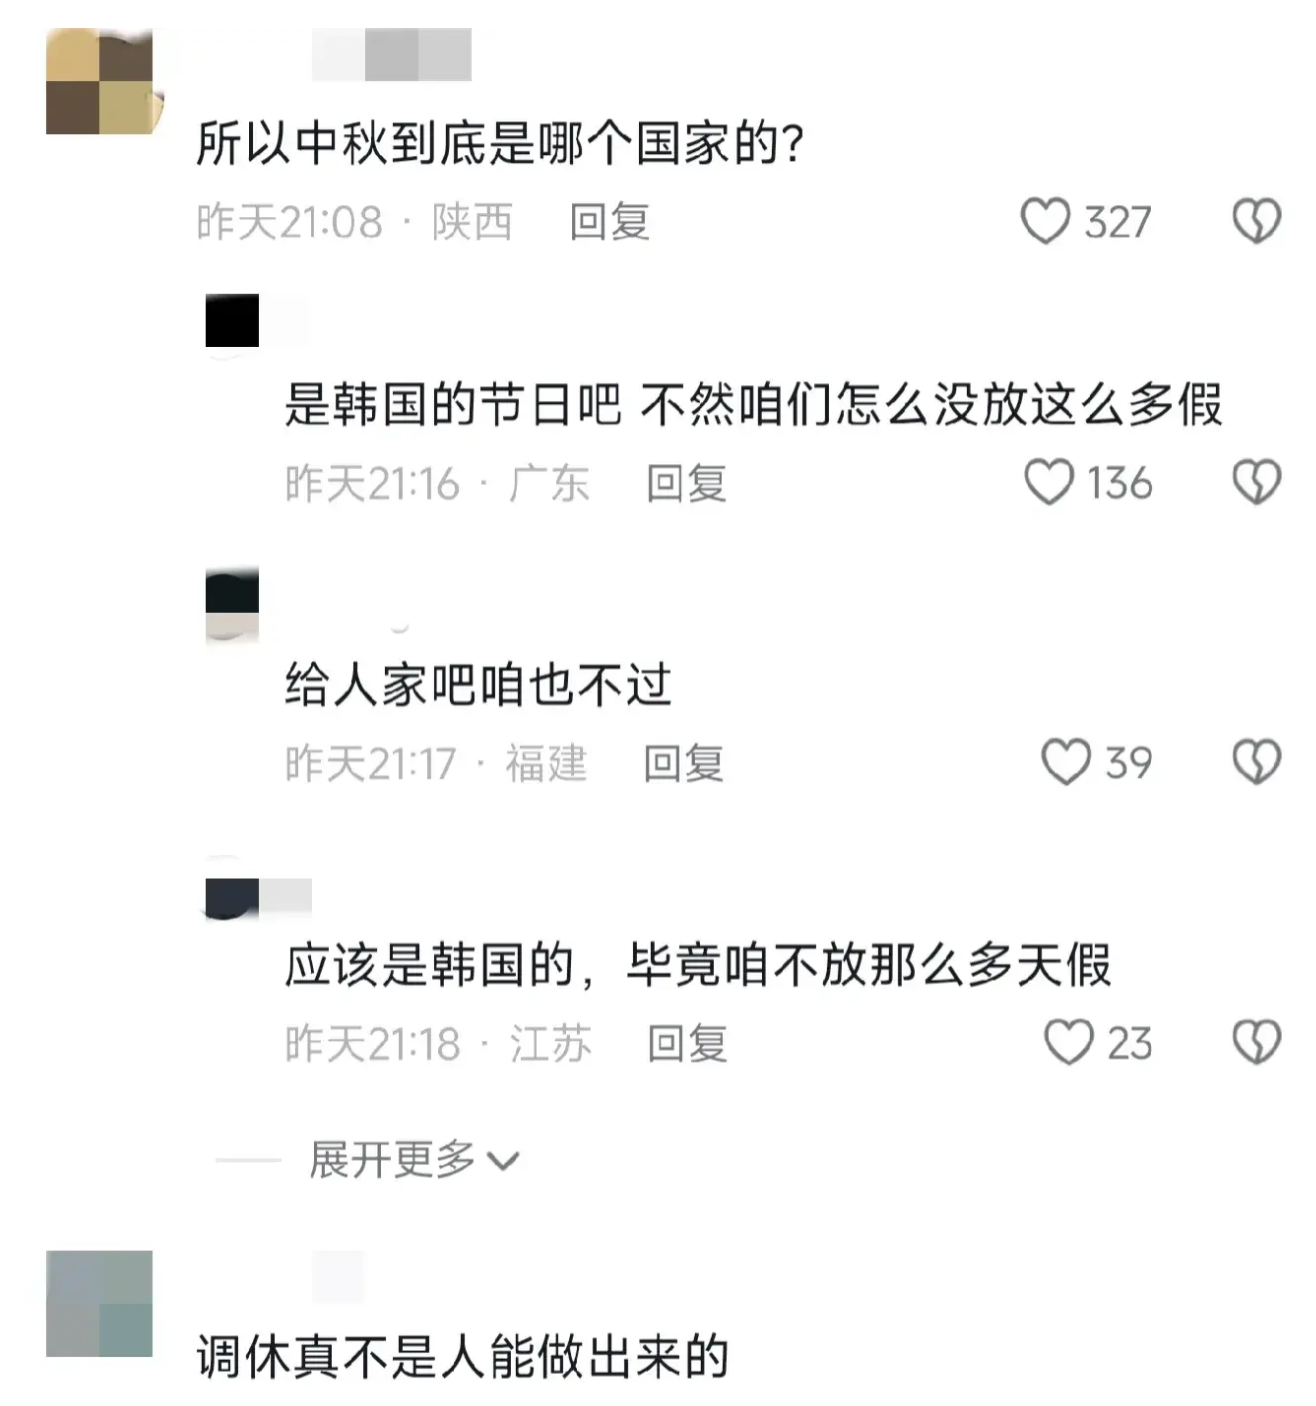 所以中秋到底是哪个国家的?
昨天21:08 · 陕西 回复 327
是韩国的节日吧 不然咱们怎么没放这么多假
昨天21:16 · 广东 回复 136
给人家吧咱也不过
昨天21:17 · 福建 回复 39
应该是韩国的，毕竟咱不放那么多天假
昨天21:18 · 江苏 回复 23
展开更多
调休真不是人能做出来的